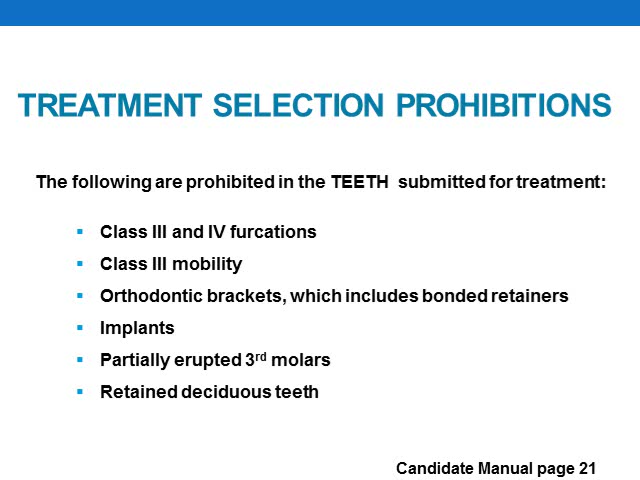 TREATMENT SELECTION PROHIBITIONS
The following are prohibited in the TEETH submitted for treatment:
▪ Class III and IV furcations
▪ Class III mobility
▪ Orthodontic brackets, which includes bonded retainers
▪ Implants
▪ Partially erupted 3rd molars
▪ Retained deciduous teeth
Candidate Manual page 21